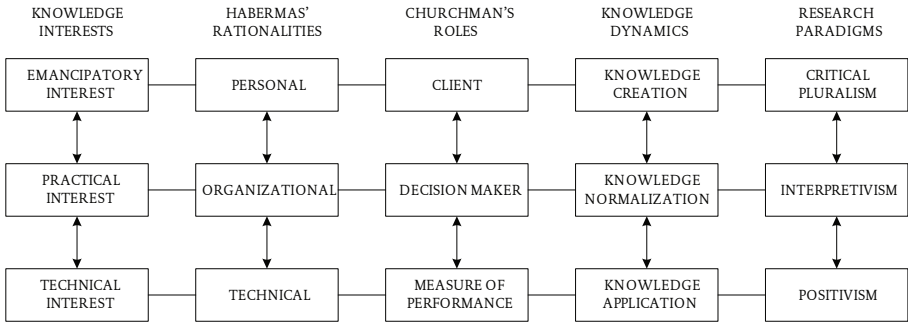 KNOWLEDGE
INTERESTS
HABERMAS'
RATIONALITIES
CHURCHMAN'S
ROLES
KNOWLEDGE
DYNAMICS
RESEARCH
PARADIGMS
EMANCIPATORY
INTEREST
PERSONAL
CLIENT
KNOWLEDGE
CREATION
CRITICAL
PLURALISM
PRACTICAL
INTEREST
ORGANIZATIONAL
DECISION MAKER
KNOWLEDGE
NORMALIZATION
INTERPRETIVISM
TECHNICAL
INTEREST
TECHNICAL
MEASURE OF
PERFORMANCE
KNOWLEDGE
APPLICATION
POSITIVISM